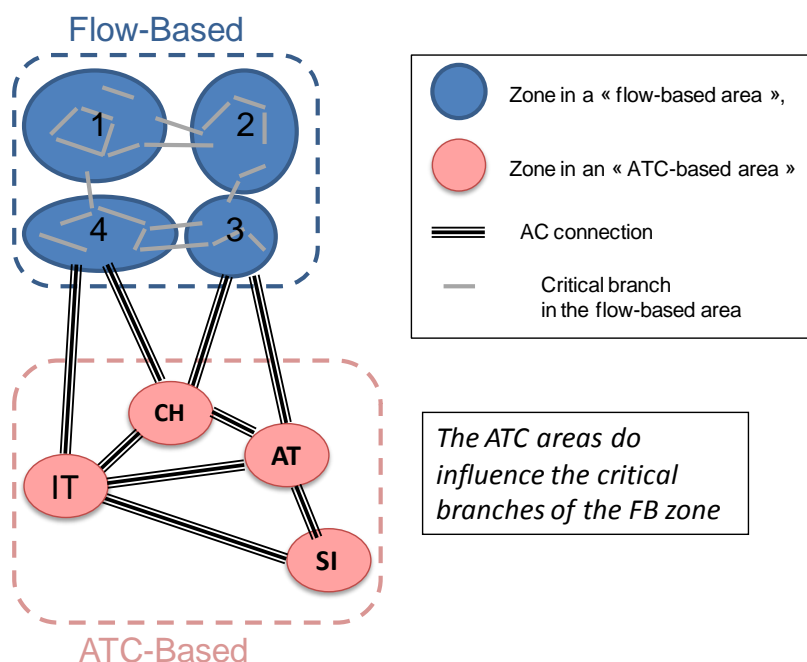 Flow-Based
1
2
4
3
CH
AT
IT
SI
ATC-Based
Zone in a « flow-based area »,
Zone in an « ATC-based area »
AC connection
Critical branch
in the flow-based area
The ATC areas do
influence the critical
branches of the FB zone